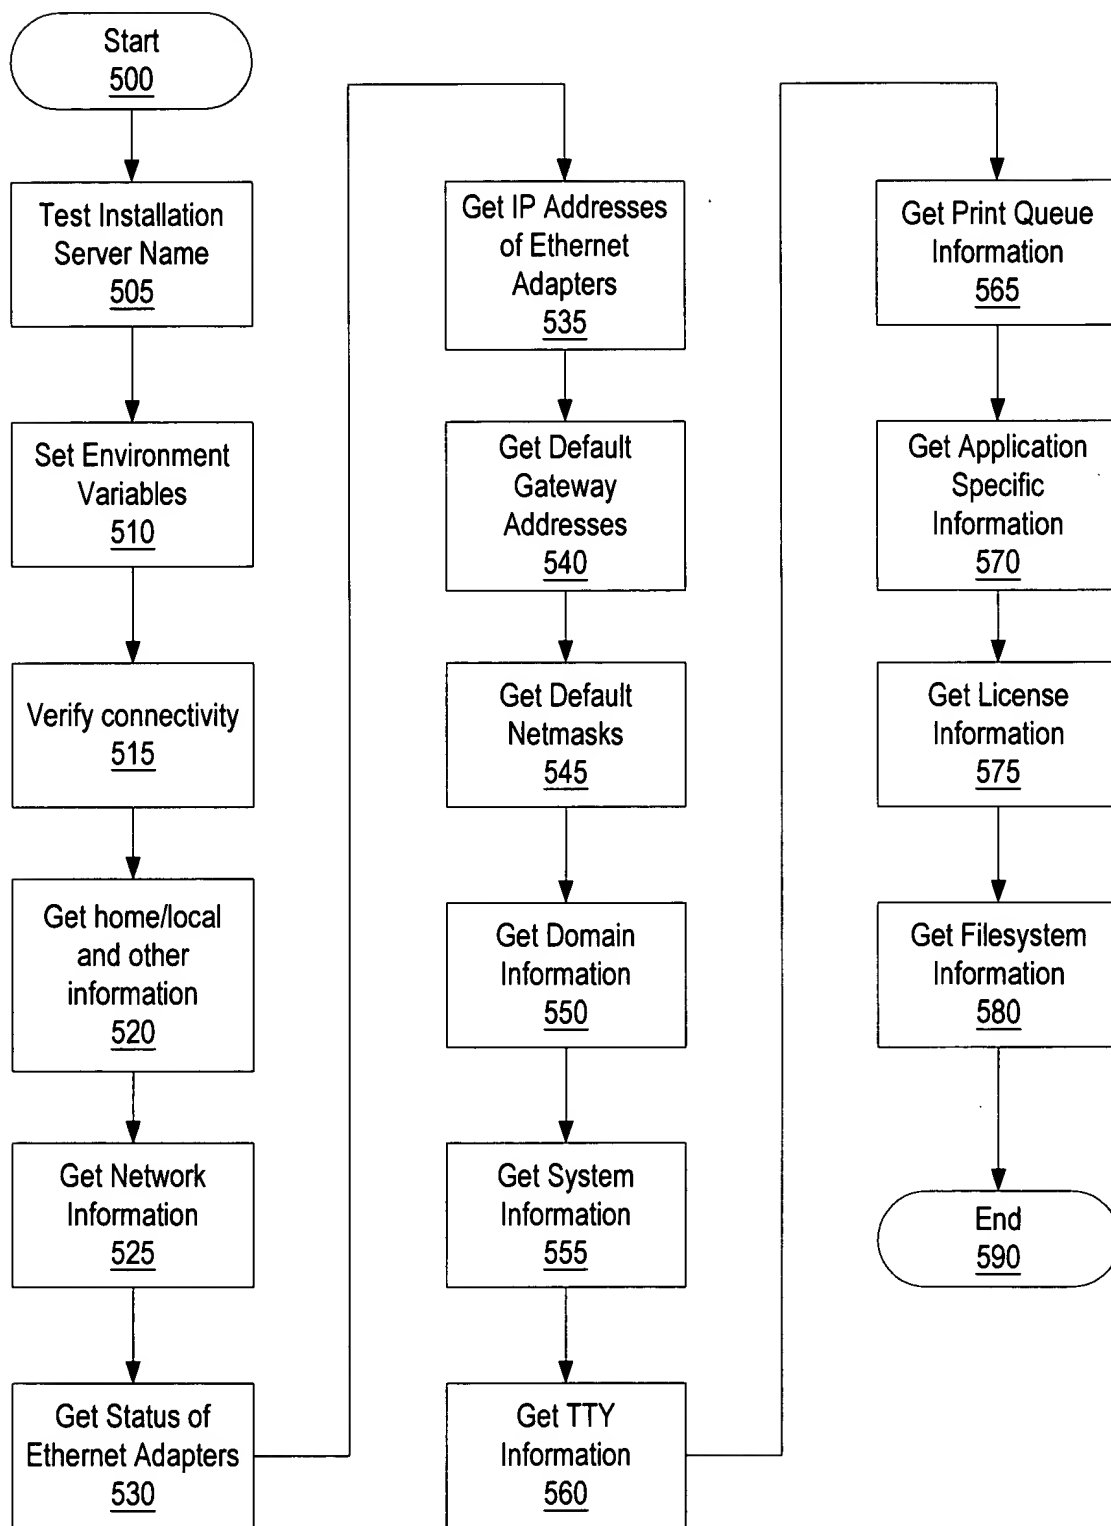 Start
500
Test Installation
Server Name
505
Set Environment
Variables
510
Verify connectivity
515
Get home/local
and other
information
520
Get Network
Information
525
Get Status of
Ethernet Adapters
530
Get IP Addresses
of Ethernet
Adapters
535
Get Default
Gateway
Addresses
540
Get Default
Netmasks
545
Get Domain
Information
550
Get System
Information
555
Get TTY
Information
560
Get Print Queue
Information
565
Get Application
Specific
Information
570
Get License
Information
575
Get Filesystem
Information
580
End
590